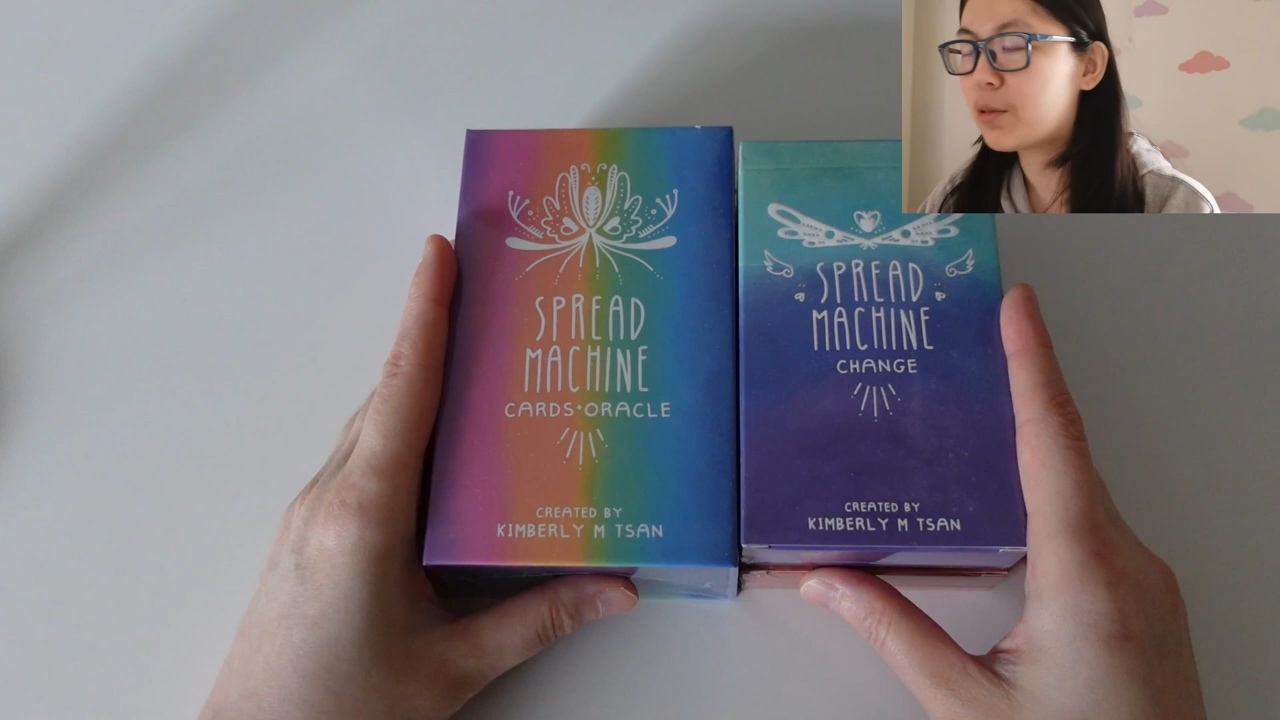 SPREAD
MACHINE
CARDS•ORACLE
CREATED BY
KIMBERLY M TSAN
SPREAD
MACHINE
CHANGE
CREATED BY
KIMBERLY M TSAN